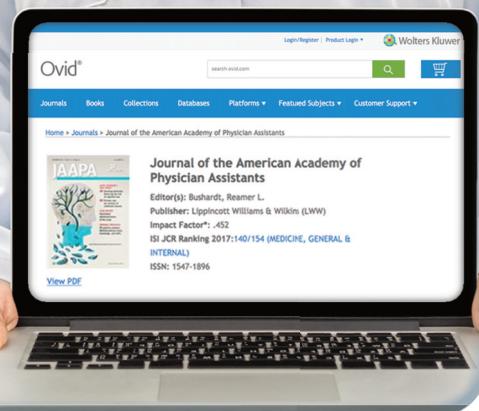 Login/Register | Product Login ▾ Wolters Kluwer
Ovid®
search ovid.com
Journals Books Collections Databases Platforms ▾ Featued Subjects ▾ Customer Support ▾
Home > Journals > Journal of the American Academy of Physician Assistants
JAAPA
Journal of the American Academy of
Physician Assistants
Editor(s): Bushardt, Reamer L.
Publisher: Lippincott Williams & Wilkins (LWW)
Impact Factor*: .452
ISI JCR Ranking 2017:140/154 (MEDICINE, GENERAL &
INTERNAL)
ISSN: 1547-1896
View PDF